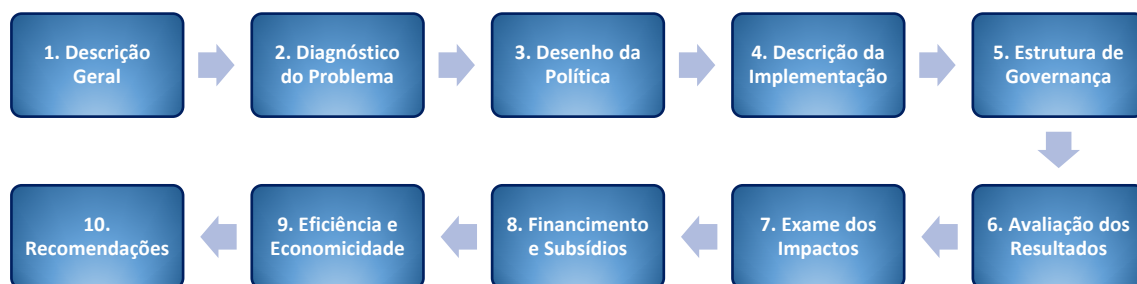 1. Descrição
Geral
2. Diagnóstico
do Problema
3. Desenho da
Política
4. Descrição da
Implementação
5. Estrutura de
Governança
6. Avaliação dos
Resultados
7. Exame dos
Impactos
8. Financimento
e Subsídios
9. Eficiência e
Economicidade
10.
Recomendações